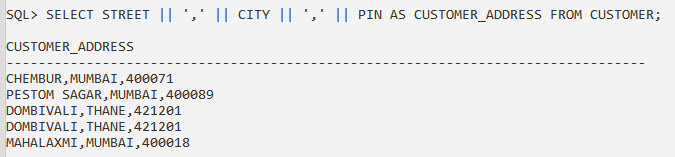 SQL> SELECT STREET || ',' || CITY || ',' || PIN AS CUSTOMER_ADDRESS FROM CUSTOMER;
CUSTOMER_ADDRESS
--------------------------------------------------------------------------------
CHEMBUR,MUMBAI,400071
PESTOM SAGAR,MUMBAI,400089
DOMBIVALI,THANE,421201
DOMBIVALI,THANE,421201
MAHALAXMI,MUMBAI,400018